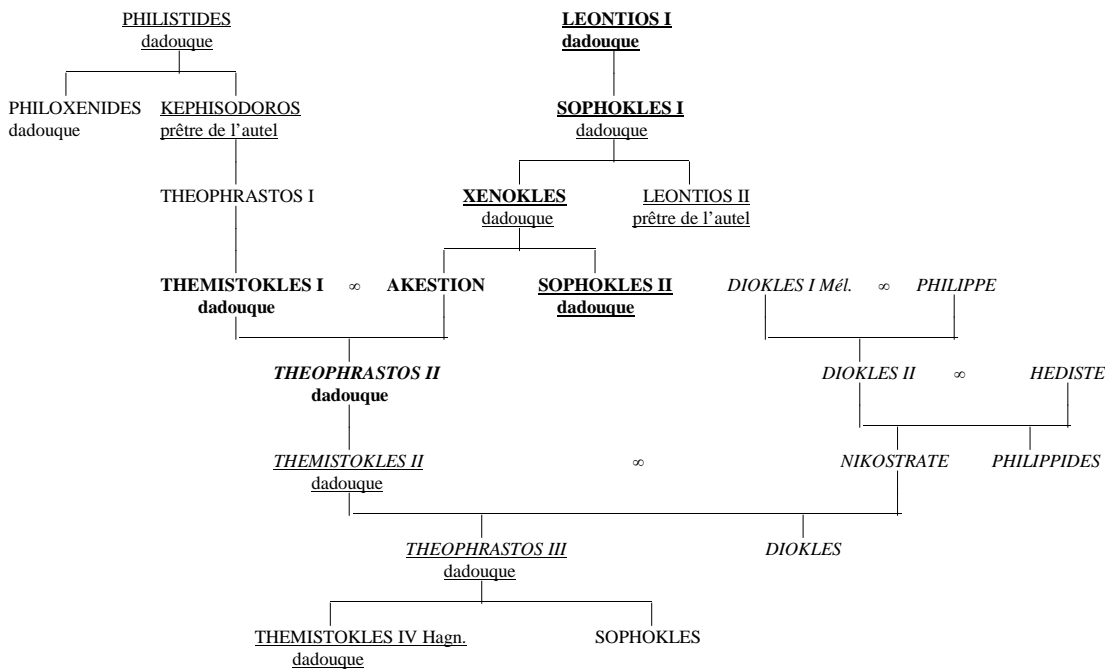 PHILISTIDES LEONTIOS I
dadouque dadouque
PHILOXENIDES KEPHISODOROS SOPHOKLES I
dadouque prêtre de l'autel dadouque
THEOPHRASTOS I XENOKLES LEONTIOS II
dadouque prêtre de l'autel
THEMISTOKLES I ∞ AKESTION SOPHOKLES II DIOKLES I Mél. ∞ PHILIPPE
dadouque dadouque
THEOPHRASTOS II DIOKLES II ∞ HEDISTE
dadouque
THEMISTOKLES II ∞ NIKOSTRATE PHILIPPIDES
dadouque
THEOPHRASTOS III DIOKLES
dadouque
THEMISTOKLES IV Hagn. SOPHOKLES
dadouque